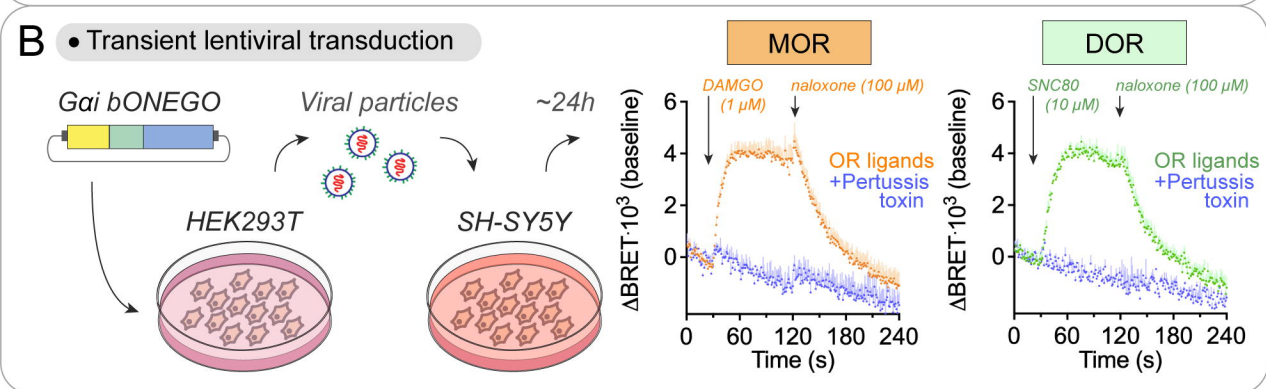 B
• Transient lentiviral transduction
Gαi bONEGO
Viral particles
~24h
HEK293T
SH-SY5Y
MOR
DAMGO
(1 µM)
naloxone (100 µM)
OR ligands
+Pertussis
toxin
ΔBRET·10³ (baseline)
6
4
2
0
0 60 120 180 240
Time (s)
DOR
SNC80
(10 µM)
naloxone (100 µM)
OR ligands
+Pertussis
toxin
ΔBRET·10³ (baseline)
6
4
2
0
0 60 120 180 240
Time (s)